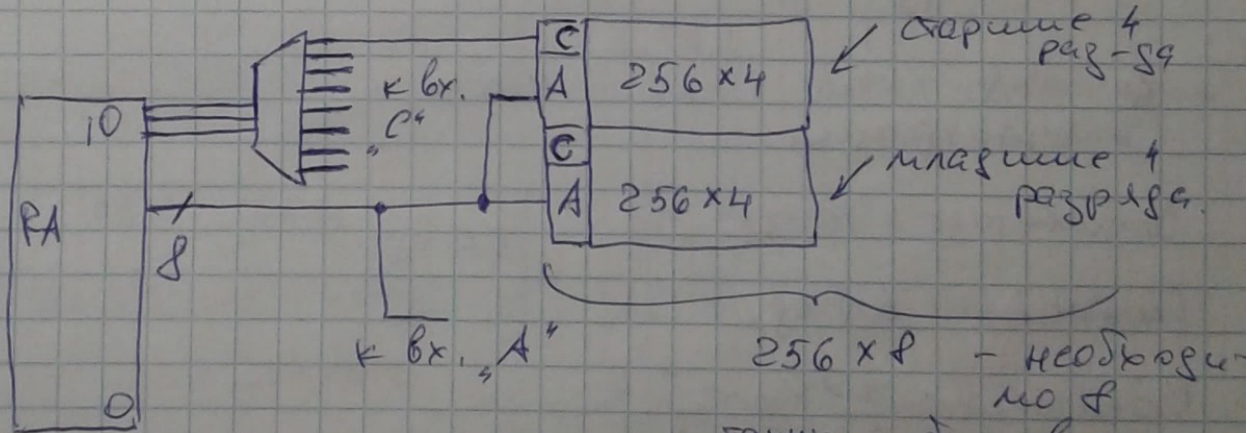 C
старшие 4
раз-да
10
к вх.
„С"
A
256×4
C
младшие 4
разряда.
A
256×4
RA
8
к вх. „А"
256×8 - необходи-
мо 8
0